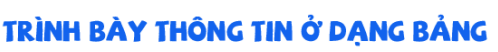 TRÌNH BÀY THÔNG TIN Ở DẠNG BẢNG